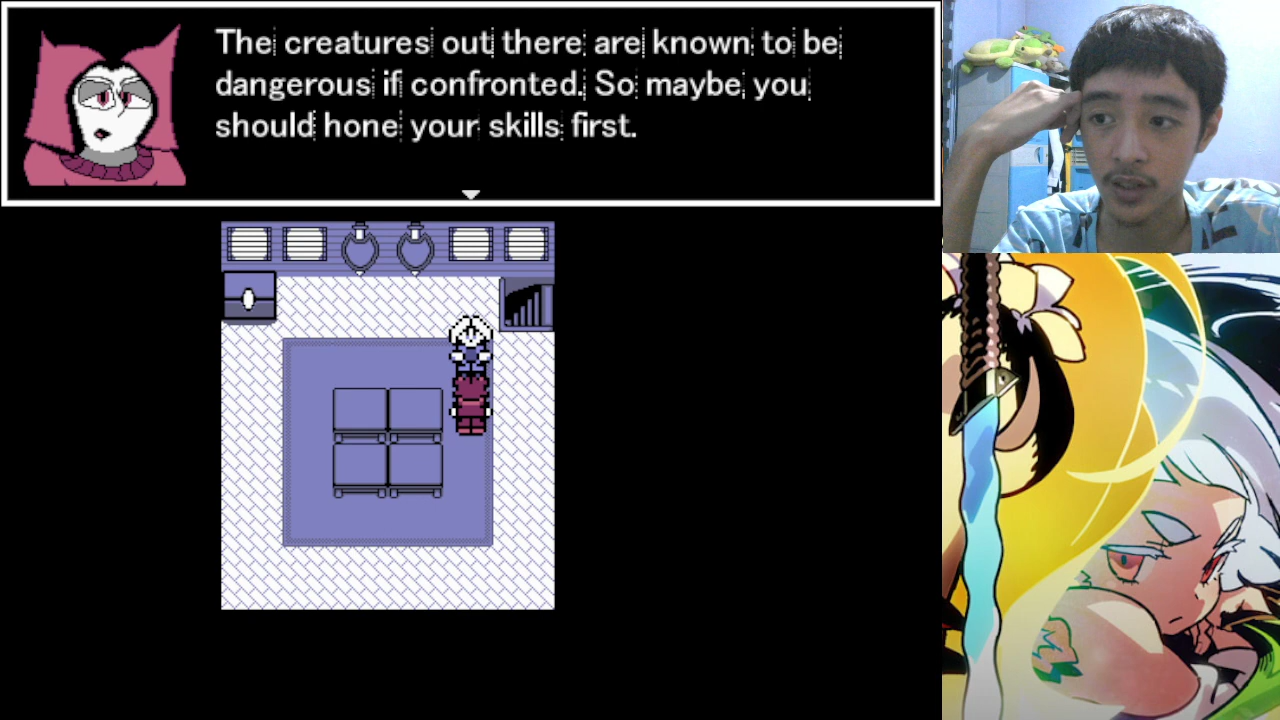 The creatures out there are known to be
dangerous if confronted. So maybe you
should hone your skills first.